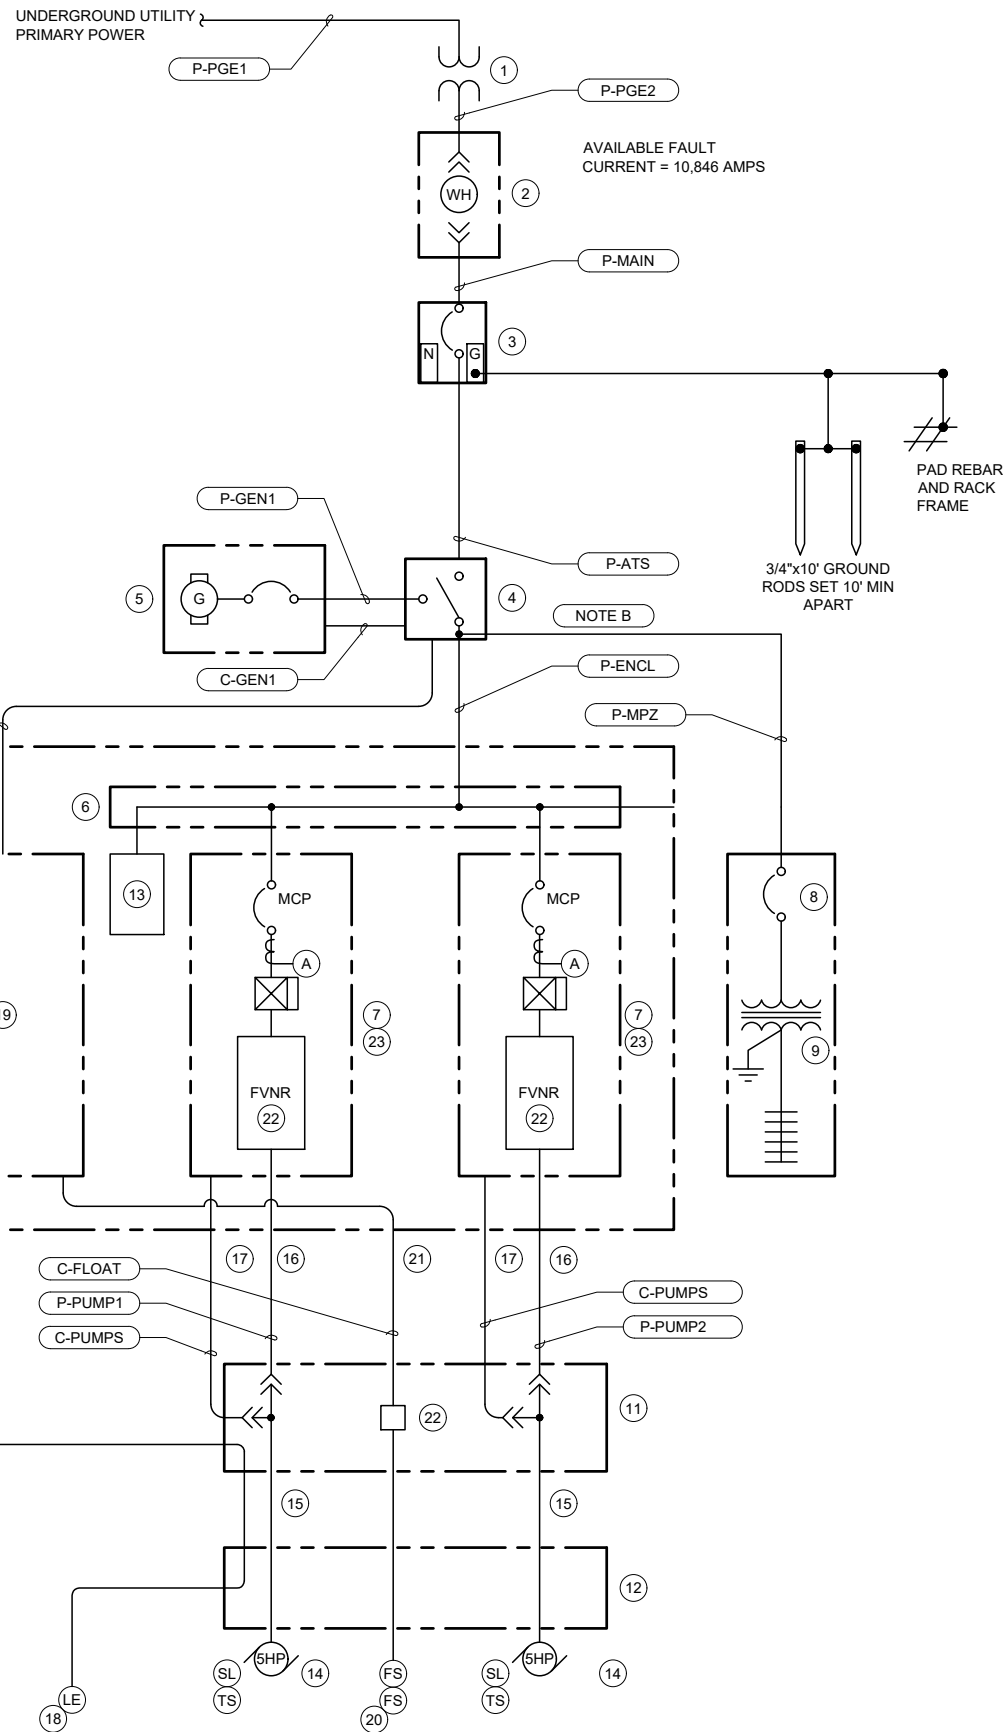 UNDERGROUND UTILITY
PRIMARY POWER
P-PGE1
1
P-PGE2
AVAILABLE FAULT
CURRENT = 10,846 AMPS
WH
2
P-MAIN
3
N
G
PAD REBAR
AND RACK
FRAME
P-GEN1
P-ATS
3/4"x10' GROUND
RODS SET 10' MIN
APART
5
G
4
NOTE B
C-GEN1
P-ENCL
P-MPZ
6
13
MCP
MCP
8
A
A
19
7
23
7
23
9
FVNR
22
FVNR
22
17
16
21
17
16
C-FLOAT
P-PUMP1
C-PUMPS
C-PUMPS
P-PUMP2
22
11
15
15
12
5HP
5HP
SL
TS
14
FS
FS
20
SL
TS
14
LE
18